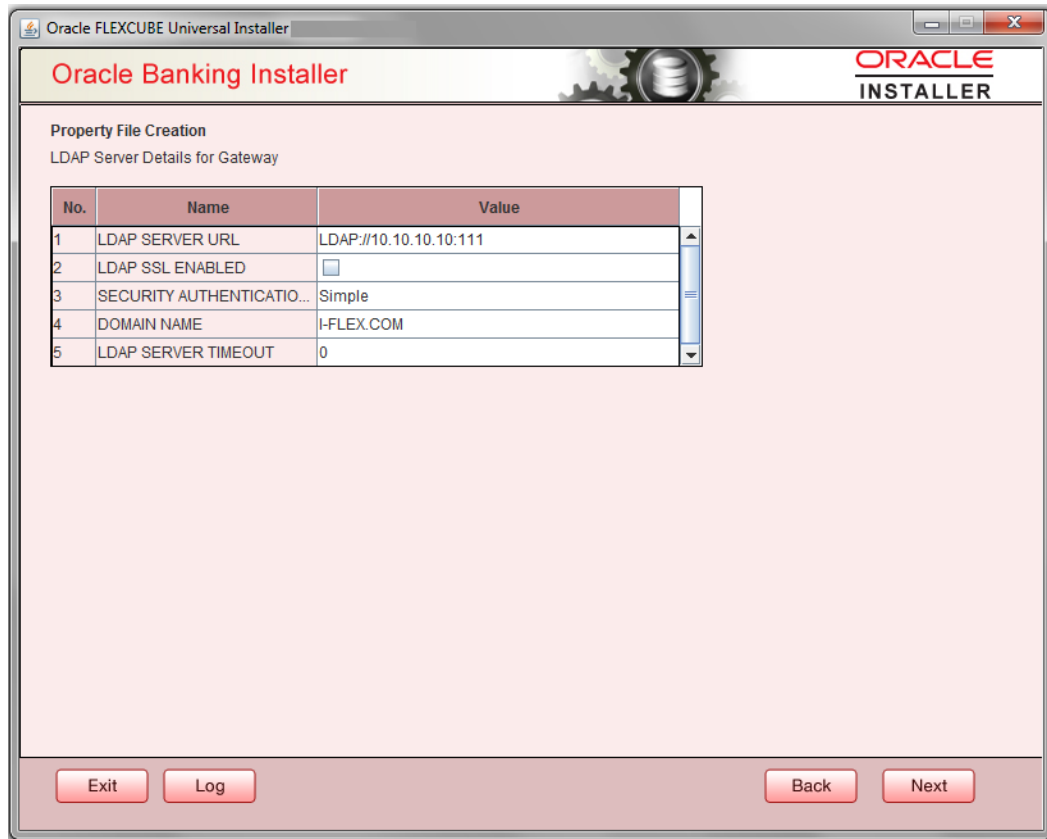 Oracle FLEXCUBE Universal Installer
Oracle Banking Installer
ORACLE
INSTALLER
Property File Creation
LDAP Server Details for Gateway
No. Name Value
1 LDAP SERVER URL LDAP://10.10.10.10:111
2 LDAP SSL ENABLED
3 SECURITY AUTHENTICATIO... Simple
4 DOMAIN NAME I-FLEX.COM
5 LDAP SERVER TIMEOUT 0
Exit Log Back Next